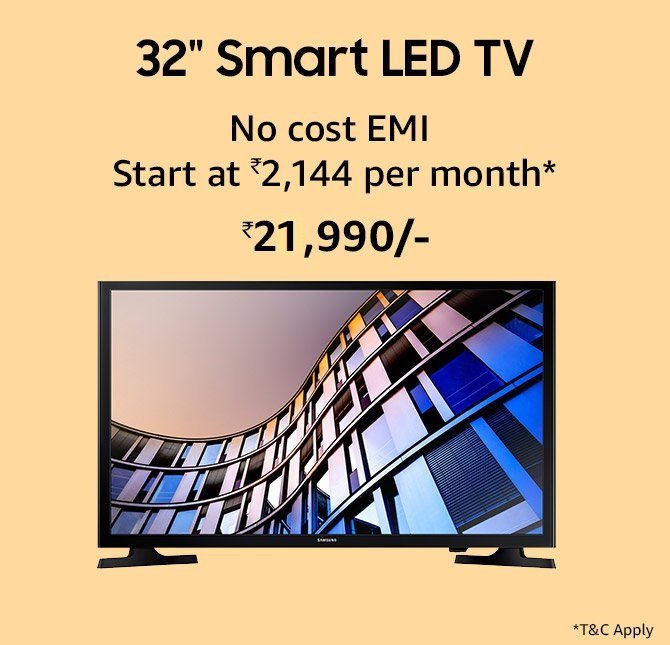 32" Smart LED TV
No cost EMI
Start at ₹2,144 per month*
₹21,990/-
SAMSUNG
*T&C Apply